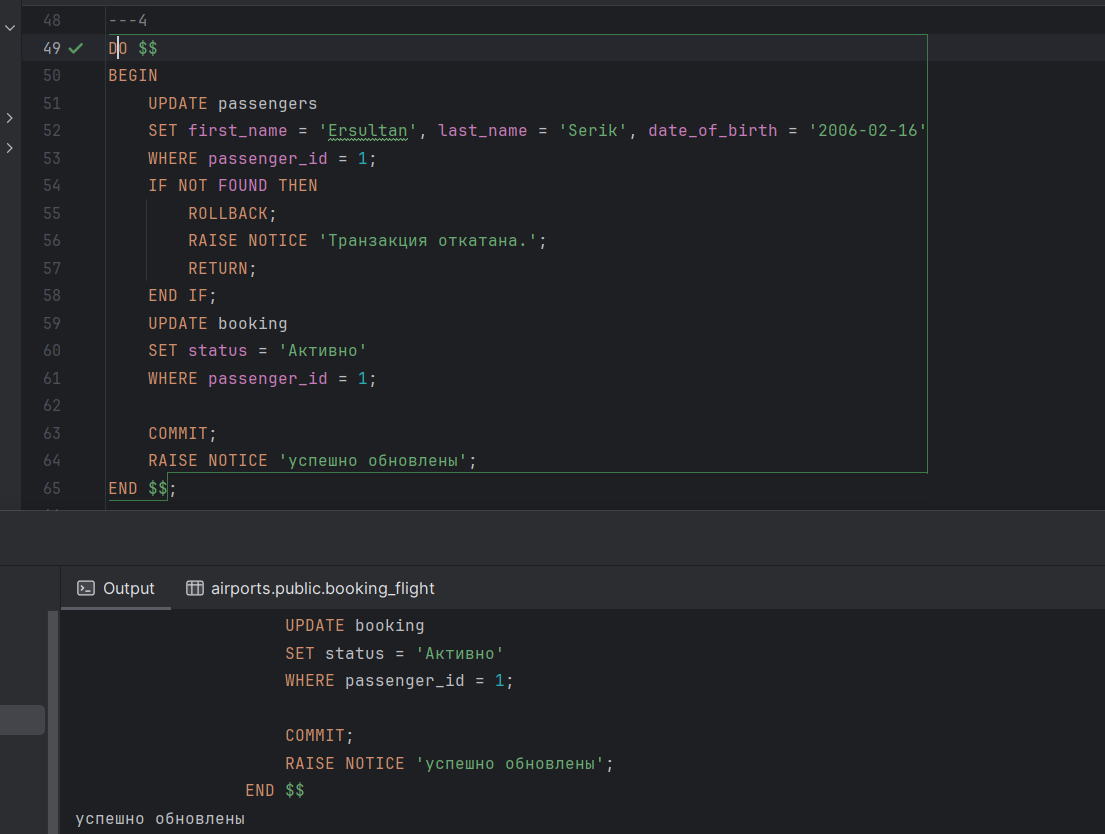 48 ---4
49 DO $$
50 BEGIN
51 UPDATE passengers
52 SET first_name = 'Ersultan', last_name = 'Serik', date_of_birth = '2006-02-16'
53 WHERE passenger_id = 1;
54 IF NOT FOUND THEN
55 ROLLBACK;
56 RAISE NOTICE 'Транзакция откатана.';
57 RETURN;
58 END IF;
59 UPDATE booking
60 SET status = 'Активно'
61 WHERE passenger_id = 1;
62
63 COMMIT;
64 RAISE NOTICE 'успешно обновлены';
65 END $$;
Output airports.public.booking_flight
UPDATE booking
SET status = 'Активно'
WHERE passenger_id = 1;
COMMIT;
RAISE NOTICE 'успешно обновлены';
END $$
успешно обновлены